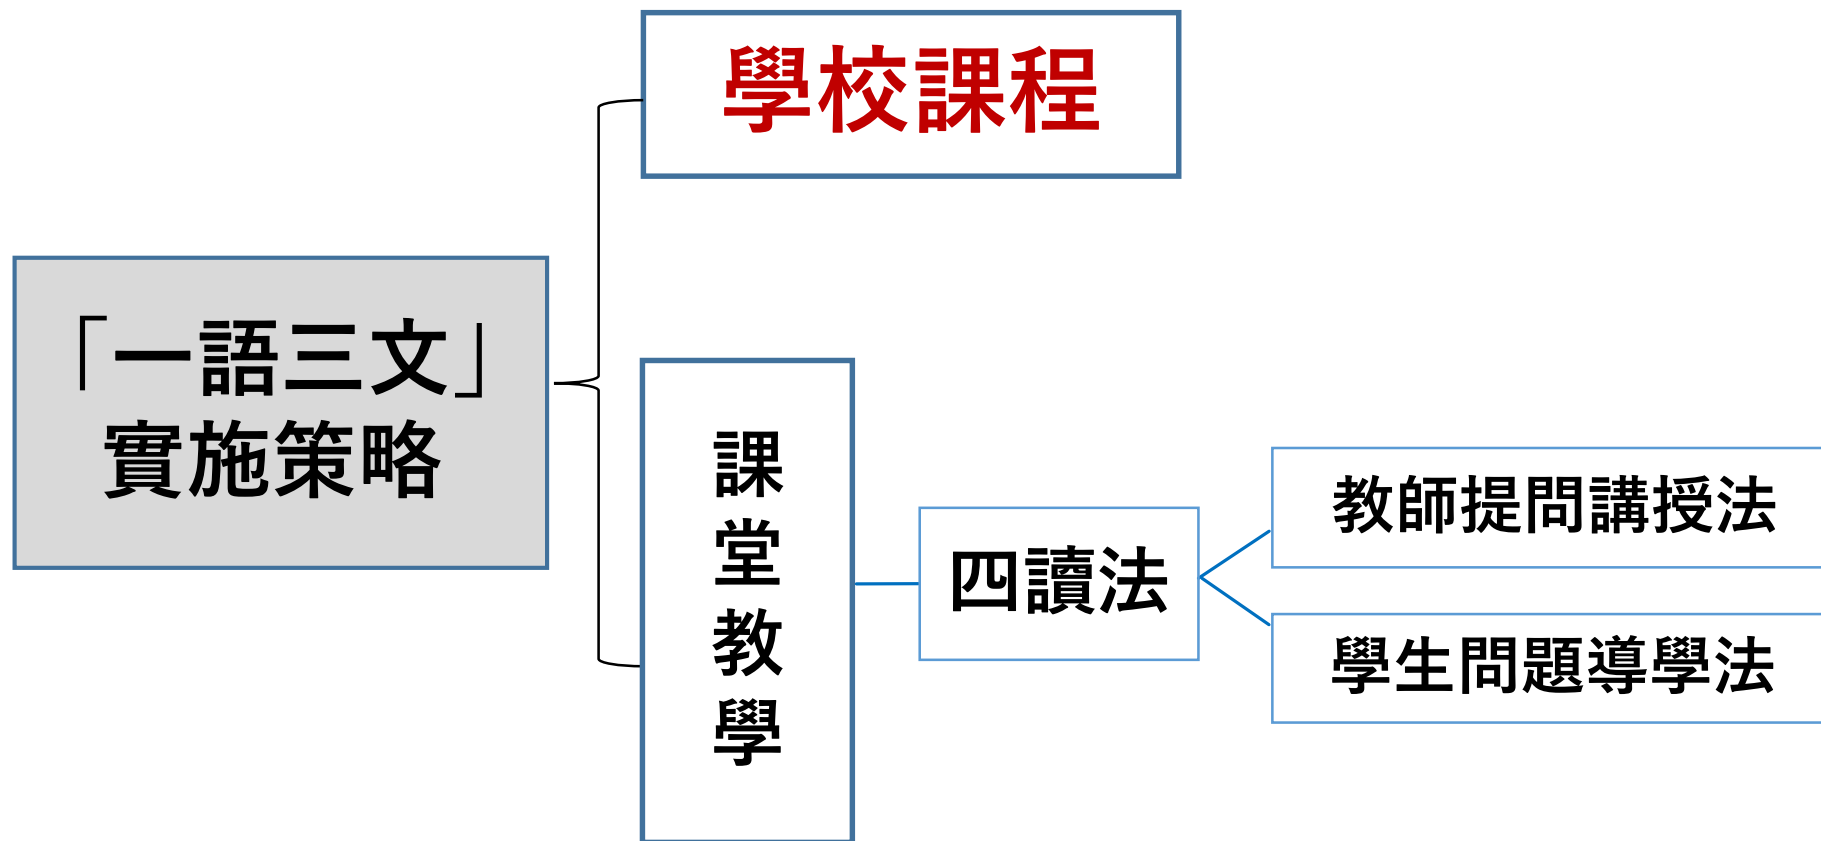 學校課程
「一語三文」
實施策略
課堂教學
四讀法
教師提問講授法
學生問題導學法